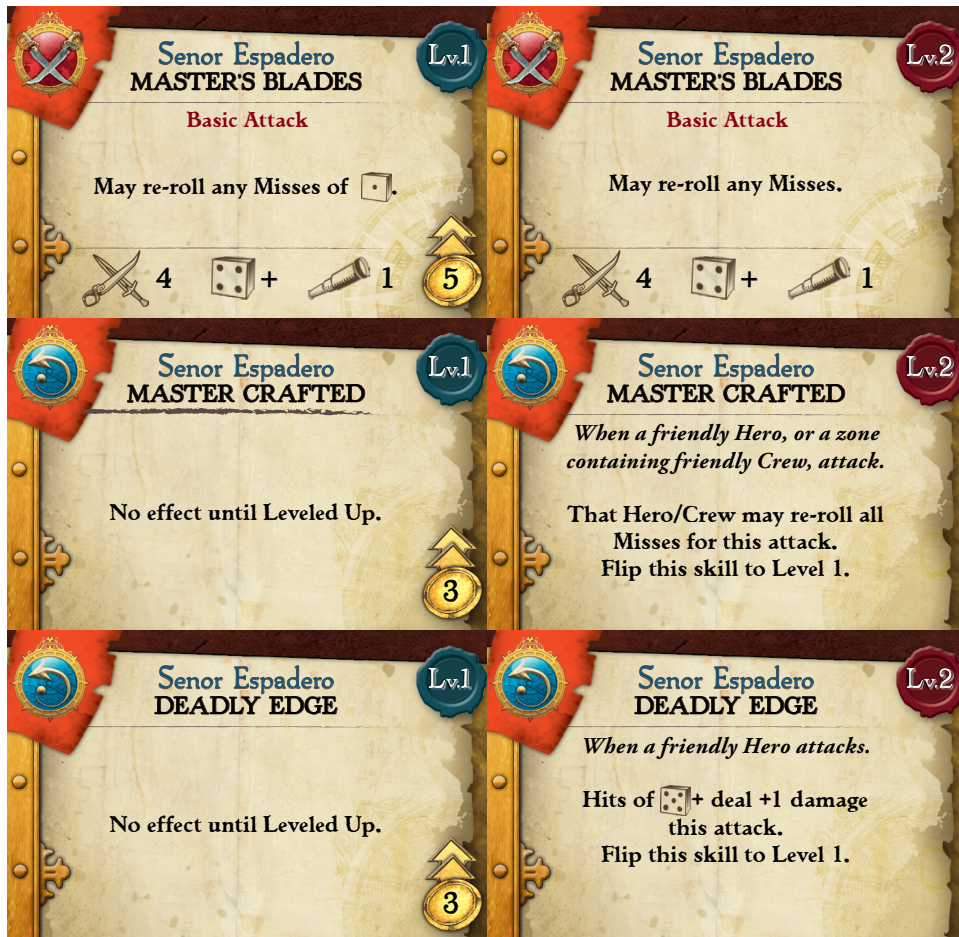 Senor Espadero
MASTER'S BLADES
Lv.1
Basic Attack
May re-roll any Misses of .
4 + 1
5
Senor Espadero
MASTER'S BLADES
Lv.2
Basic Attack
May re-roll any Misses.
4 + 1
Senor Espadero
MASTER CRAFTED
Lv.1
No effect until Leveled Up.
3
Senor Espadero
MASTER CRAFTED
Lv.2
When a friendly Hero, or a zone
containing friendly Crew, attack.
That Hero/Crew may re-roll all
Misses for this attack.
Flip this skill to Level 1.
Senor Espadero
DEADLY EDGE
Lv.1
No effect until Leveled Up.
3
Senor Espadero
DEADLY EDGE
Lv.2
When a friendly Hero attacks.
Hits of + deal +1 damage
this attack.
Flip this skill to Level 1.